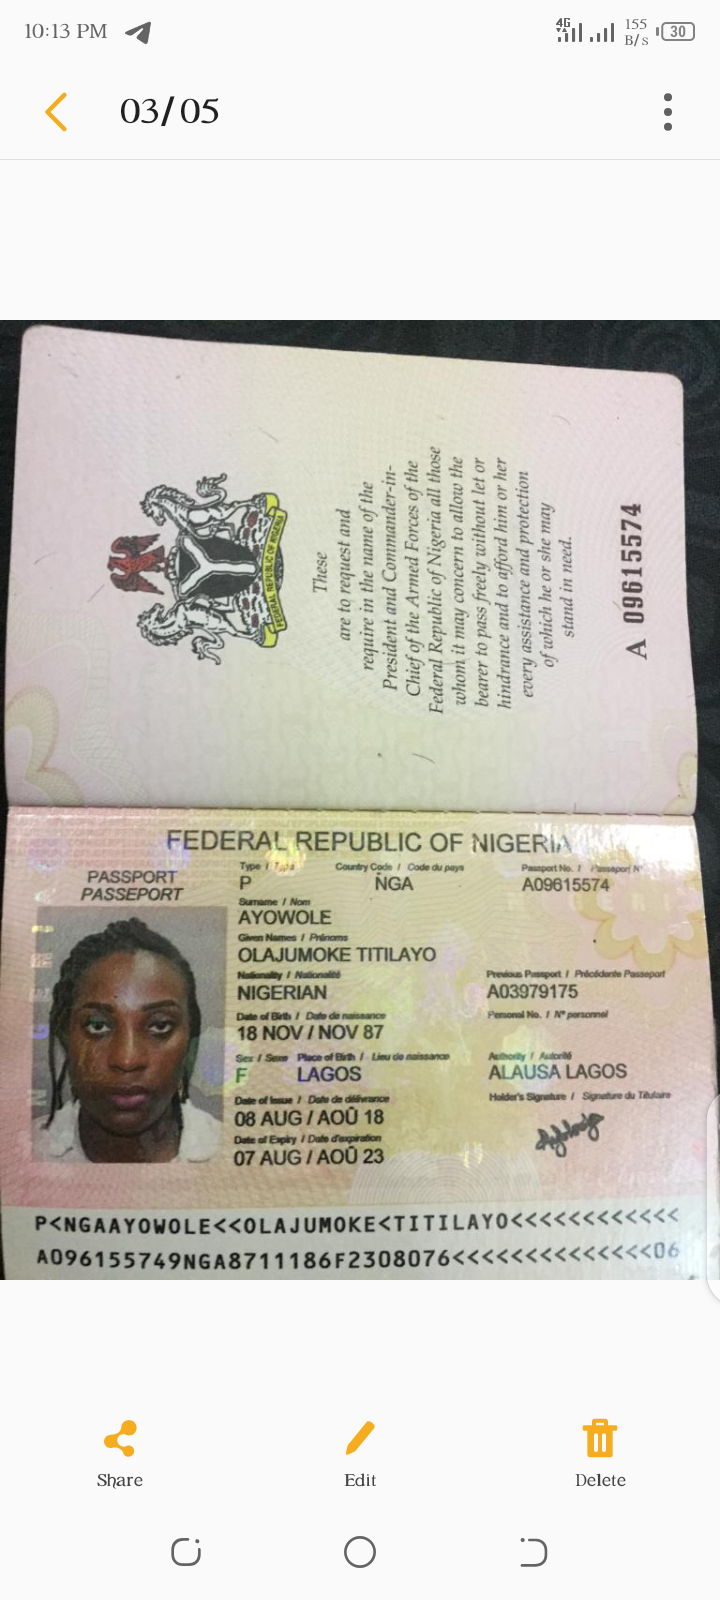 10:13 PM
4G
155
B/s
30
03/05
FEDERAL REPUBLIC OF NIGERIA
These
are to request and
require in the name of the
President and Commander-in-
Chief of the Armed Forces of the
Federal Republic of Nigeria all those
whom it may concern to allow the
bearer to pass freely without let or
hindrance and to afford him or her
every assistance and protection
of which he or she may
stand in need.
A 09615574
FEDERAL REPUBLIC OF NIGERIA
PASSPORT
PASSEPORT
Type / Type
Country Code / Code du pays
Passport No. / Passeport N°
P
NGA
A09615574
Surname / Nom
AYOWOLE
Given Names / Prénoms
OLAJUMOKE TITILAYO
Nationality / Nationalité
Previous Passport / Précédente Passeport
NIGERIAN
A03979175
Date of Birth / Date de naissance
Personal No. / N° personnel
18 NOV / NOV 87
Sex / Sexe Place of Birth / Lieu de naissance
Authority / Autorité
F LAGOS
ALAUSA LAGOS
Date of Issue / Date de délivrance
Holder's Signature / Signature du Titulaire
08 AUG / AOÛ 18
Date of Expiry / Date d'expiration
07 AUG / AOÛ 23
P<NGAAYOWOLE<<OLAJUMOKE<TITILAYO<<<<<<<<<<<<
A096155749NGA8711186F2308076<<<<<<<<<<<<<<06
Share
Edit
Delete